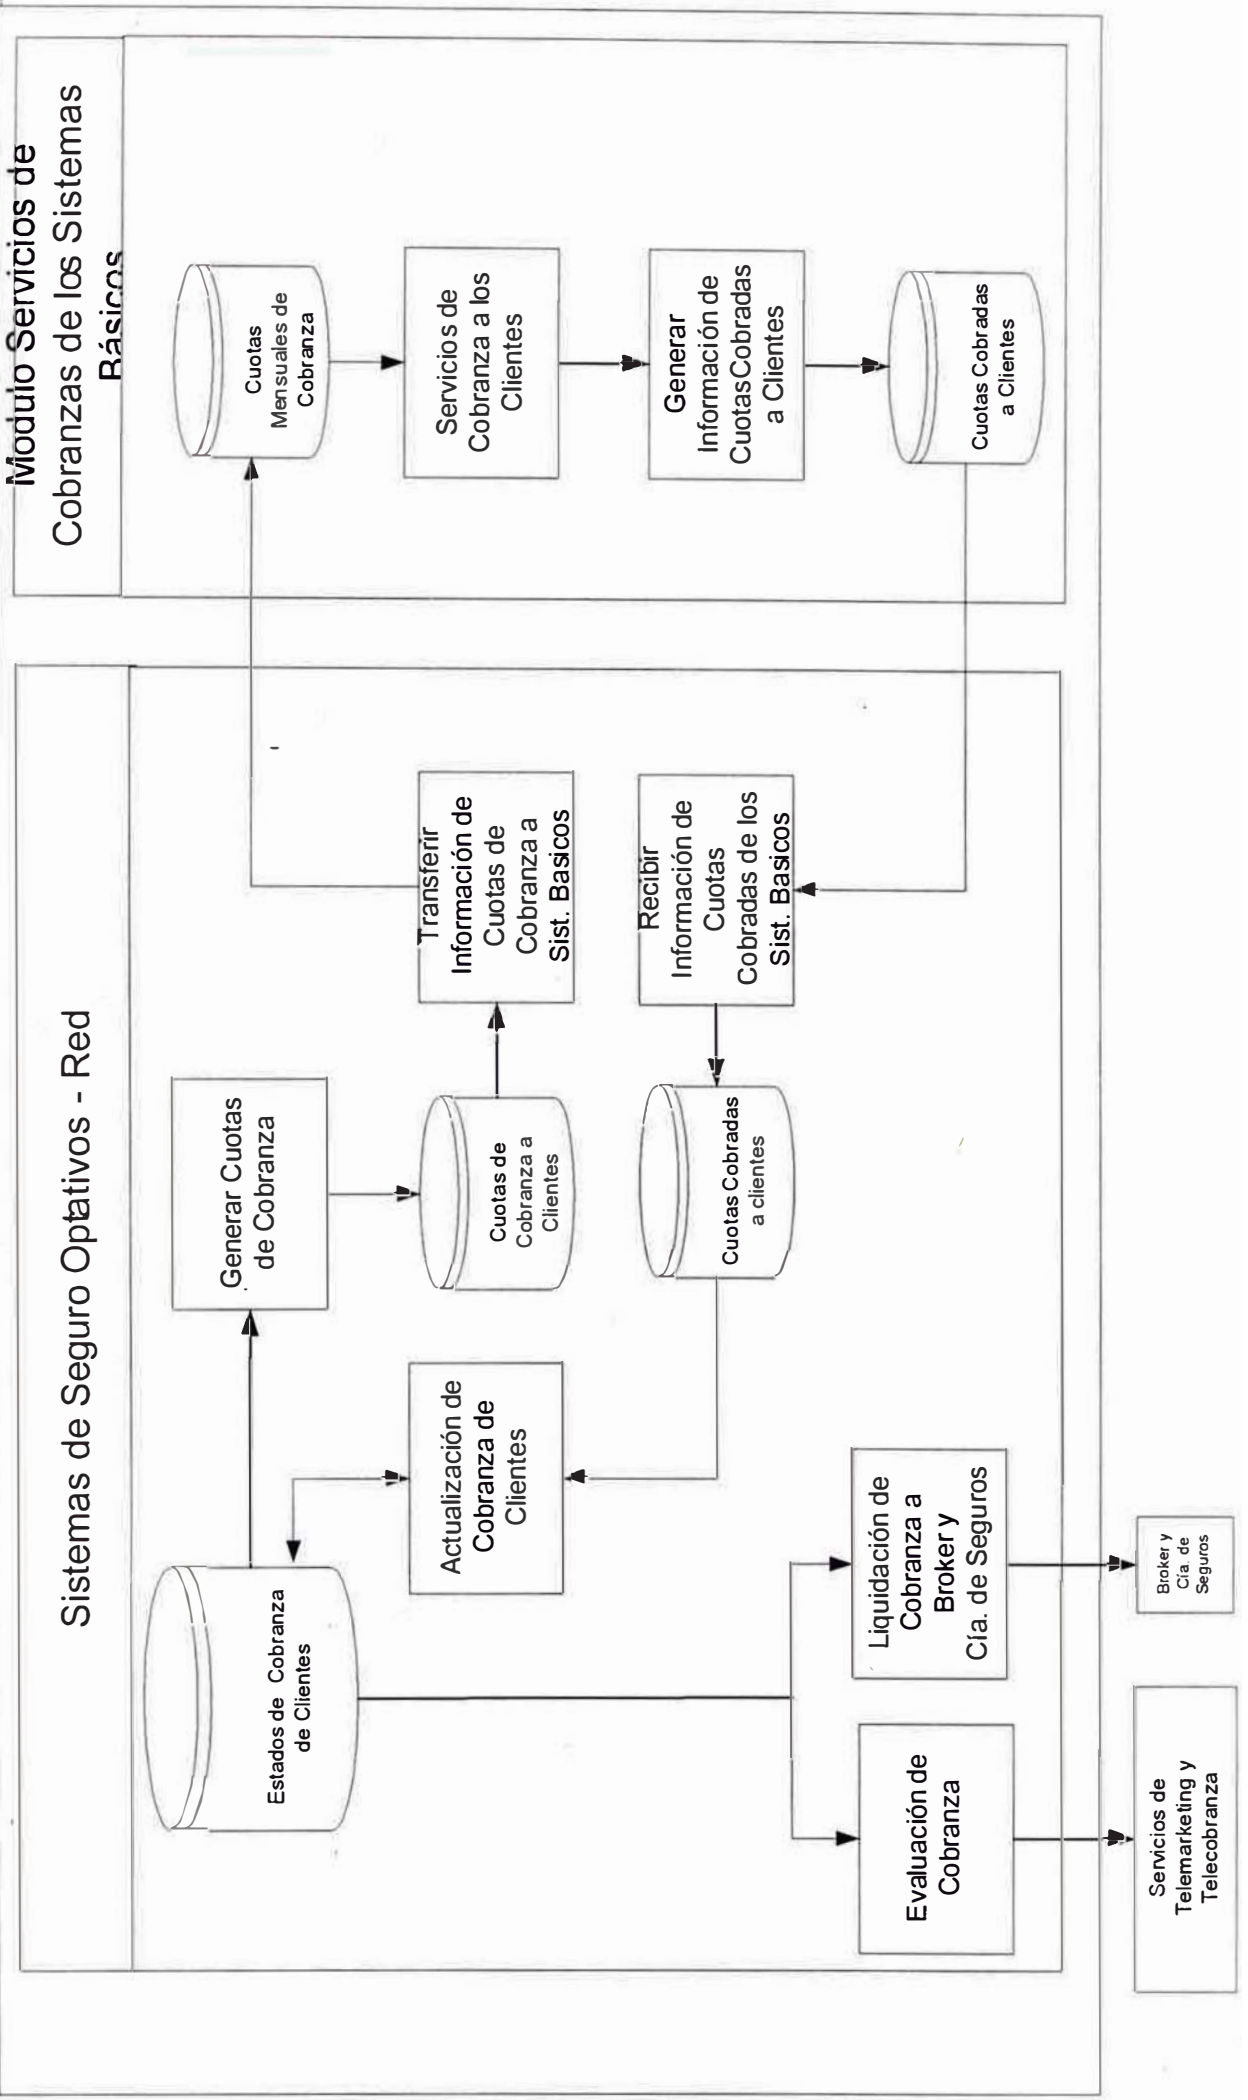 Sistemas de Seguro Optativos - Red
Estados de Cobranza
de Clientes
Generar Cuotas
de Cobranza
Actualización de
Cobranza de
Clientes
Cuotas de
Cobranza a
Clientes
Transferir
Información de
Cuotas de
Cobranza a
Sist. Basicos
Cuotas Cobradas
a clientes
Recibir
Información de
Cuotas
Cobradas de los
Sist. Basicos
Evaluación de
Cobranza
Liquidación de
Cobranza a
Broker y
Cía. de Seguros
Servicios de
Telemarketing y
Telecobranza
Broker y
Cía. de
Seguros
Modulo Servicios de
Cobranzas de los Sistemas
Básicos
Cuotas
Mensuales de
Cobranza
Servicios de
Cobranza a los
Clientes
Generar
Información de
CuotasCobradas
a Clientes
Cuotas Cobradas
a Clientes